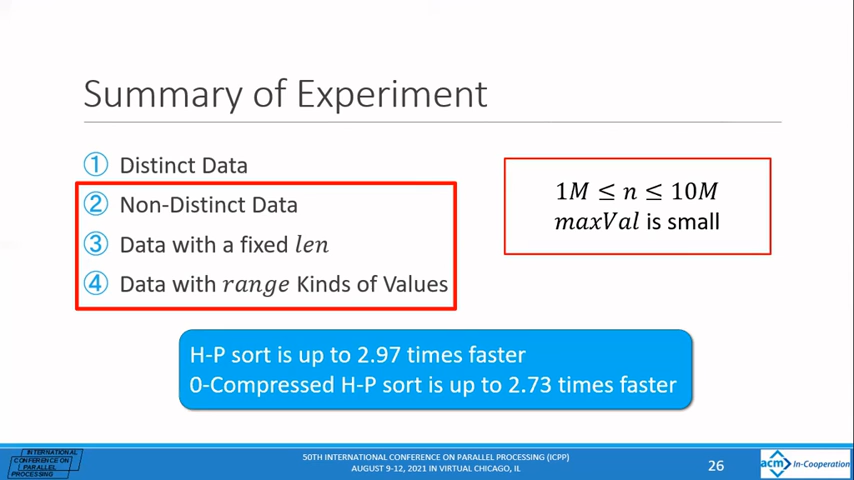 Summary of Experiment
① Distinct Data
② Non-Distinct Data
③ Data with a fixed len
④ Data with range Kinds of Values
1M ≤ n ≤ 10M
maxVal is small
H-P sort is up to 2.97 times faster
0-Compressed H-P sort is up to 2.73 times faster
INTERNATIONAL
CONFERENCE ON
PARALLEL
PROCESSING
50TH INTERNATIONAL CONFERENCE ON PARALLEL PROCESSING (ICPP)
AUGUST 9-12, 2021 IN VIRTUAL CHICAGO, IL
26
acm In-Cooperation